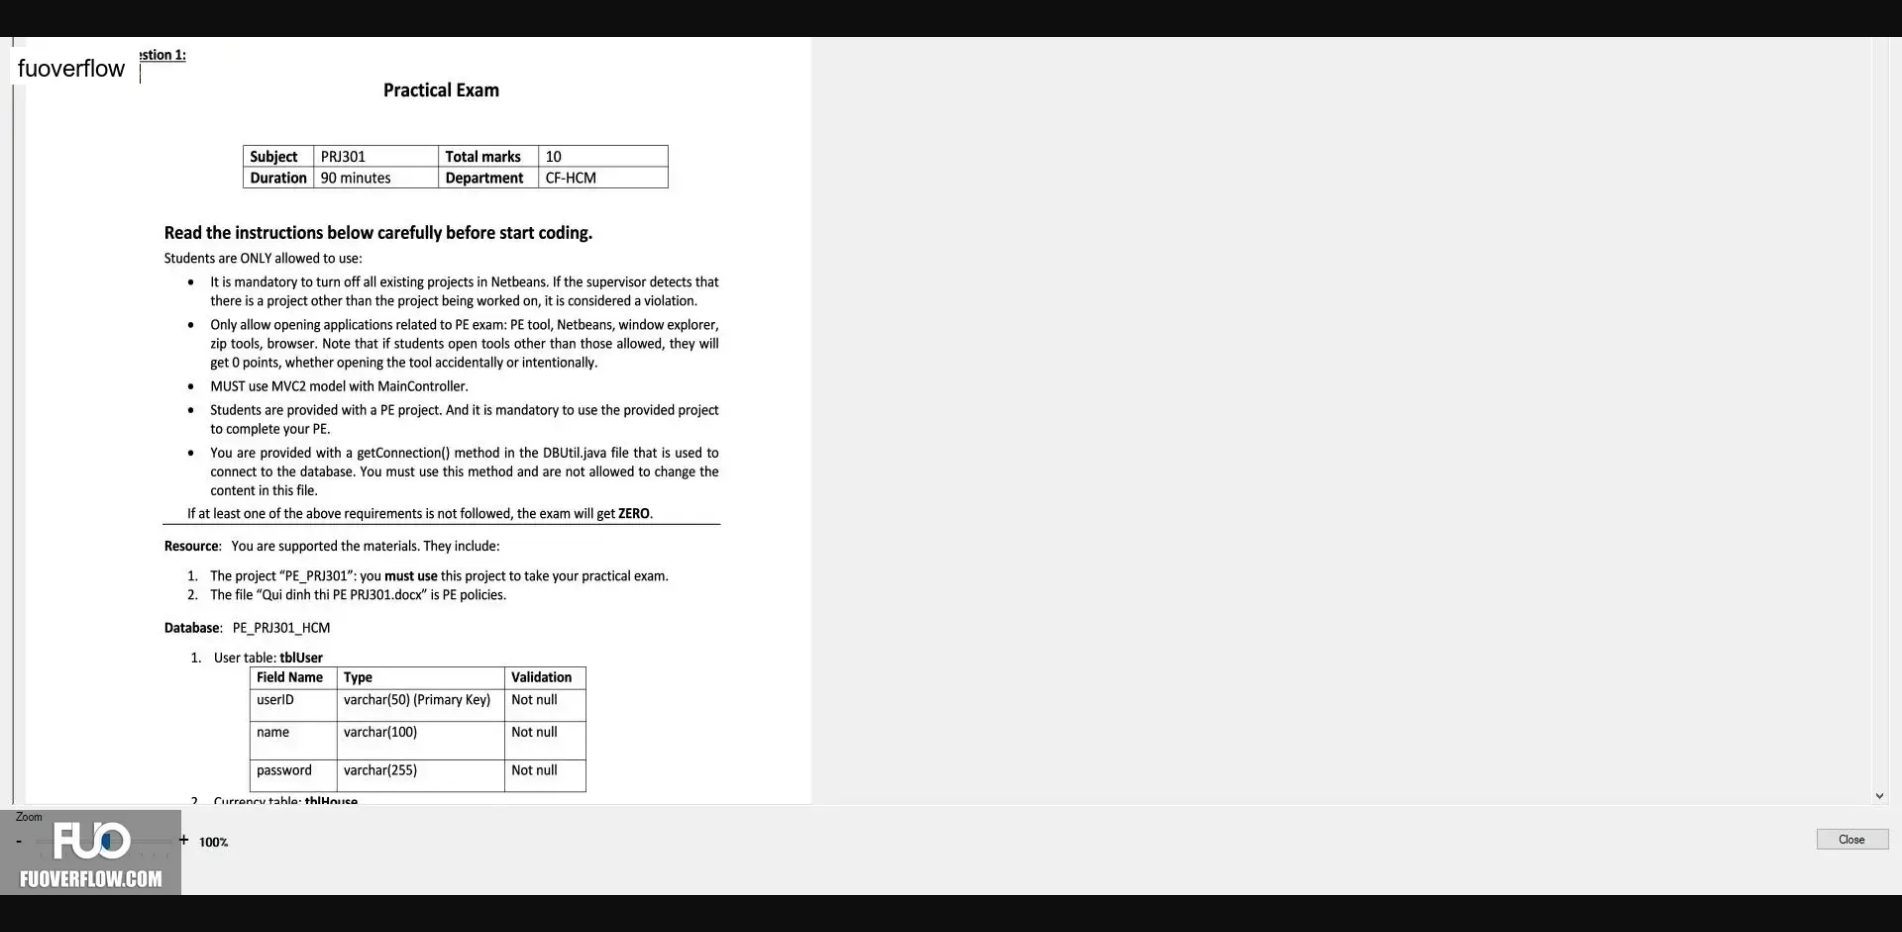 estion 1:
fuoverflow
Practical Exam
Subject PRJ301 Total marks 10
Duration 90 minutes Department CF-HCM
Read the instructions below carefully before start coding.
Students are ONLY allowed to use:
• It is mandatory to turn off all existing projects in Netbeans. If the supervisor detects that
there is a project other than the project being worked on, it is considered a violation.
• Only allow opening applications related to PE exam: PE tool, Netbeans, window explorer,
zip tools, browser. Note that if students open tools other than those allowed, they will
get 0 points, whether opening the tool accidentally or intentionally.
• MUST use MVC2 model with MainController.
• Students are provided with a PE project. And it is mandatory to use the provided project
to complete your PE.
• You are provided with a getConnection() method in the DBUtil.java file that is used to
connect to the database. You must use this method and are not allowed to change the
content in this file.
If at least one of the above requirements is not followed, the exam will get ZERO.
Resource: You are supported the materials. They include:
1. The project “PE_PRJ301”: you must use this project to take your practical exam.
2. The file “Qui dinh thi PE PRJ301.docx” is PE policies.
Database: PE_PRJ301_HCM
1. User table: tblUser
Field Name Type Validation
userID varchar(50) (Primary Key) Not null
name varchar(100) Not null
password varchar(255) Not null
2. Currency table: tblHouse
Zoom
- + 100%
Close
FUO
FUOVERFLOW.COM